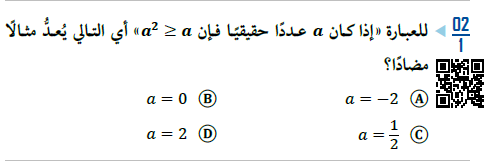 02
1
للعبارة «إذا كان a عددًا حقيقيًا فإن a² ≥ a» أي التالي يُعدُّ مثالًا
مضادًا؟
A a = −2
B a = 0
C a = 1/2
D a = 2